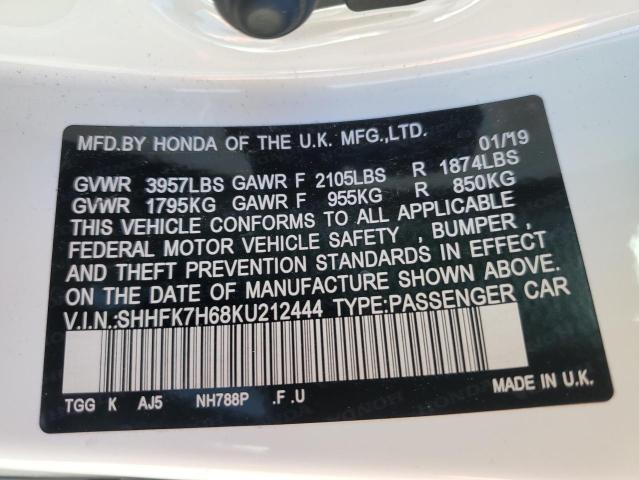 MFD.BY HONDA OF THE U.K. MFG.,LTD. 01/19
GVWR 3957LBS GAWR F 2105LBS R 1874LBS
GVWR 1795KG GAWR F 955KG R 850KG
THIS VEHICLE CONFORMS TO ALL APPLICABLE
FEDERAL MOTOR VEHICLE SAFETY , BUMPER ,
AND THEFT PREVENTION STANDARDS IN EFFECT
ON THE DATE OF MANUFACTURE SHOWN ABOVE.
V.I.N.:SHHFK7H68KU212444 TYPE:PASSENGER CAR
TGG K AJ5 NH788P .F .U MADE IN U.K.